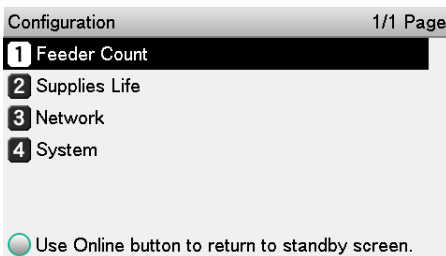 Configuration 1/1 Page
1 Feeder Count
2 Supplies Life
3 Network
4 System
Use Online button to return to standby screen.